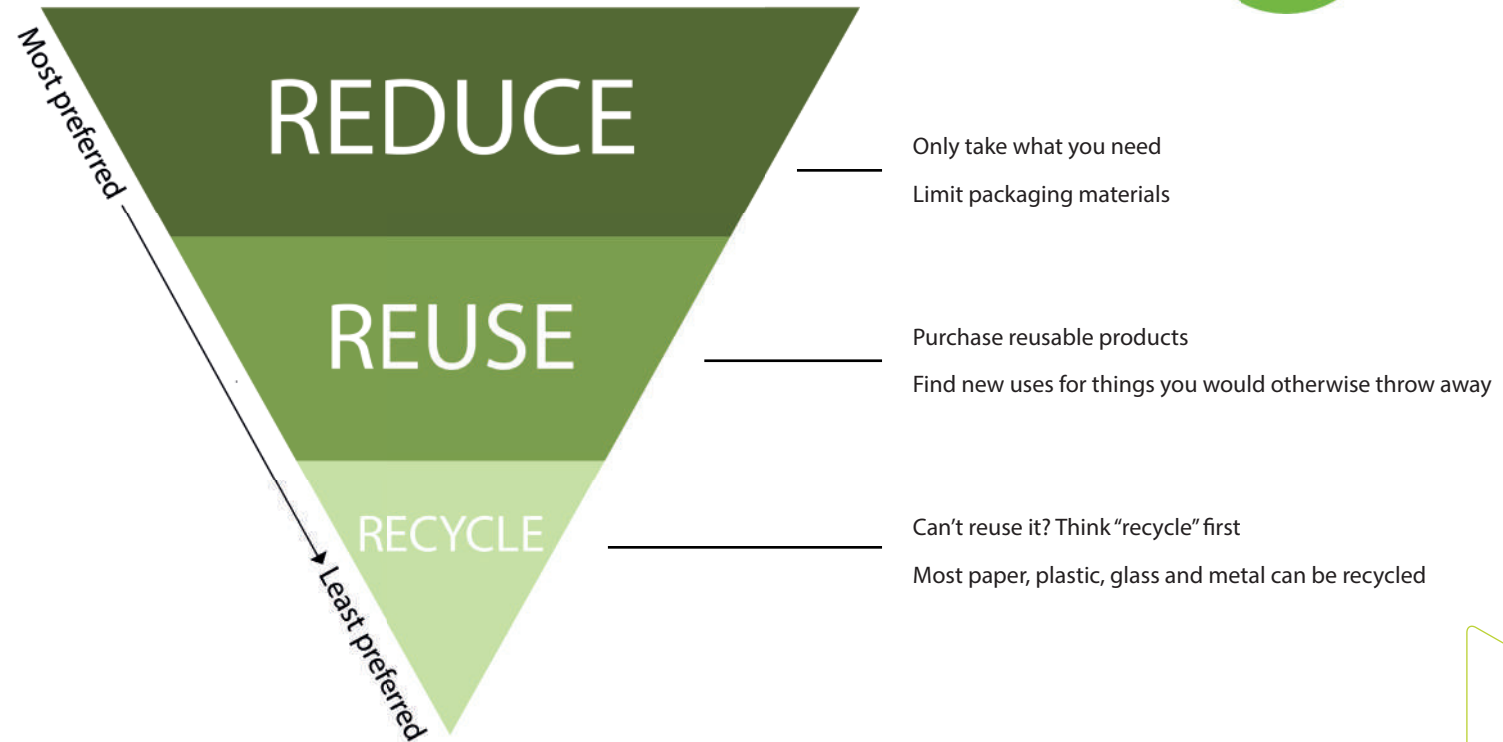 Most preferred
REDUCE
Only take what you need
Limit packaging materials
REUSE
Purchase reusable products
Find new uses for things you would otherwise throw away
RECYCLE
Can’t reuse it? Think “recycle” first
Most paper, plastic, glass and metal can be recycled
Least preferred